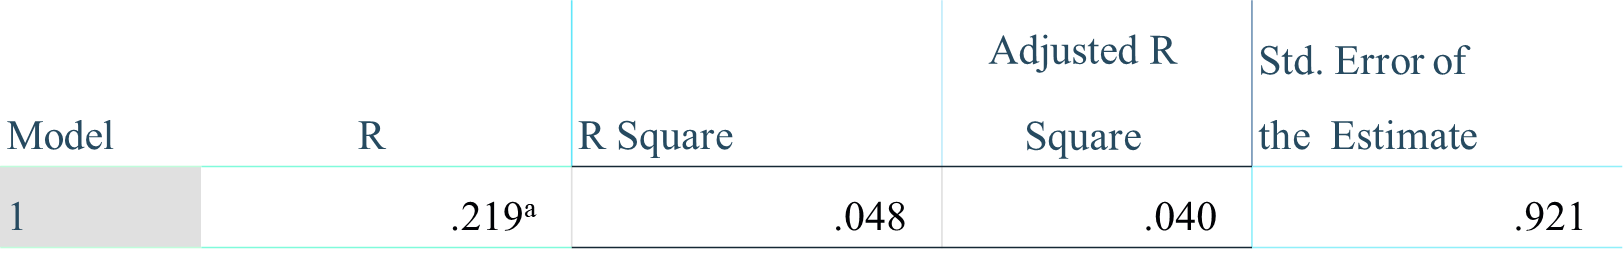 Model
R
R Square
Adjusted R
Square
Std. Error of
the Estimate
1
.219a
.048
.040
.921